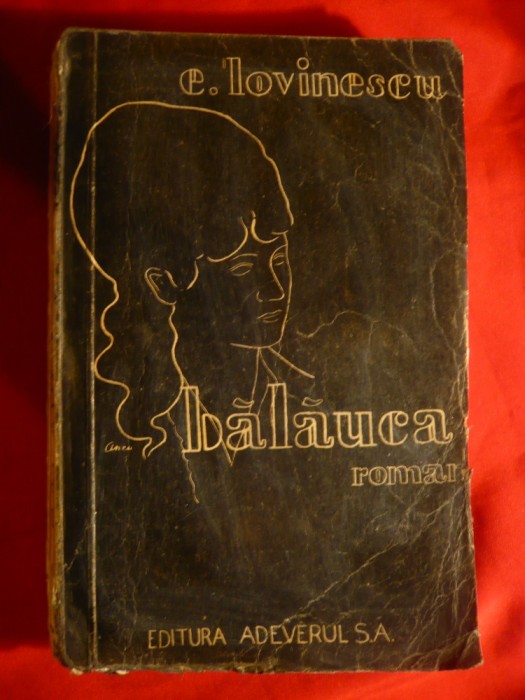 e. lovinescu
bălăuca
roman
EDITURA ADEVERUL S.A.